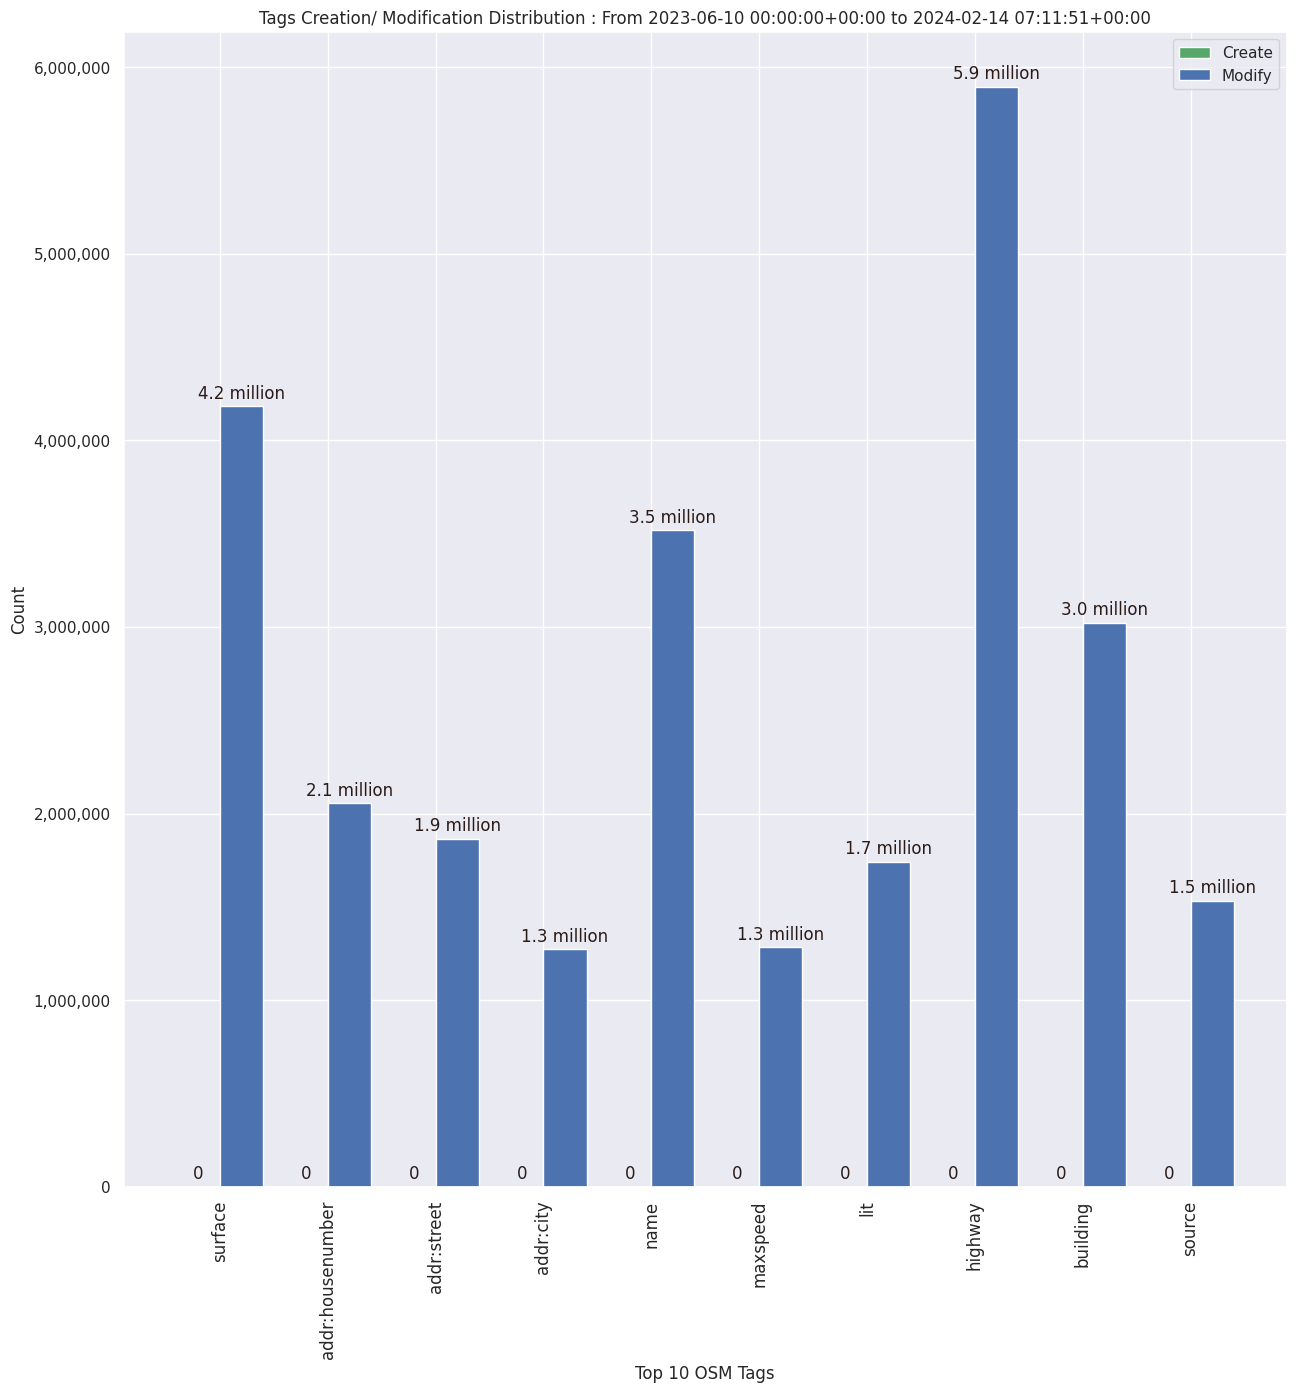 Tags Creation/ Modification Distribution : From 2023-06-10 00:00:00+00:00 to 2024-02-14 07:11:51+00:00
Create
Modify
6,000,000
5,000,000
4,000,000
3,000,000
2,000,000
1,000,000
0
Count
4.2 million
2.1 million
1.9 million
1.3 million
3.5 million
1.3 million
1.7 million
5.9 million
3.0 million
1.5 million
0
0
0
0
0
0
0
0
0
0
surface
addr:housenumber
addr:street
addr:city
name
maxspeed
lit
highway
building
source
Top 10 OSM Tags